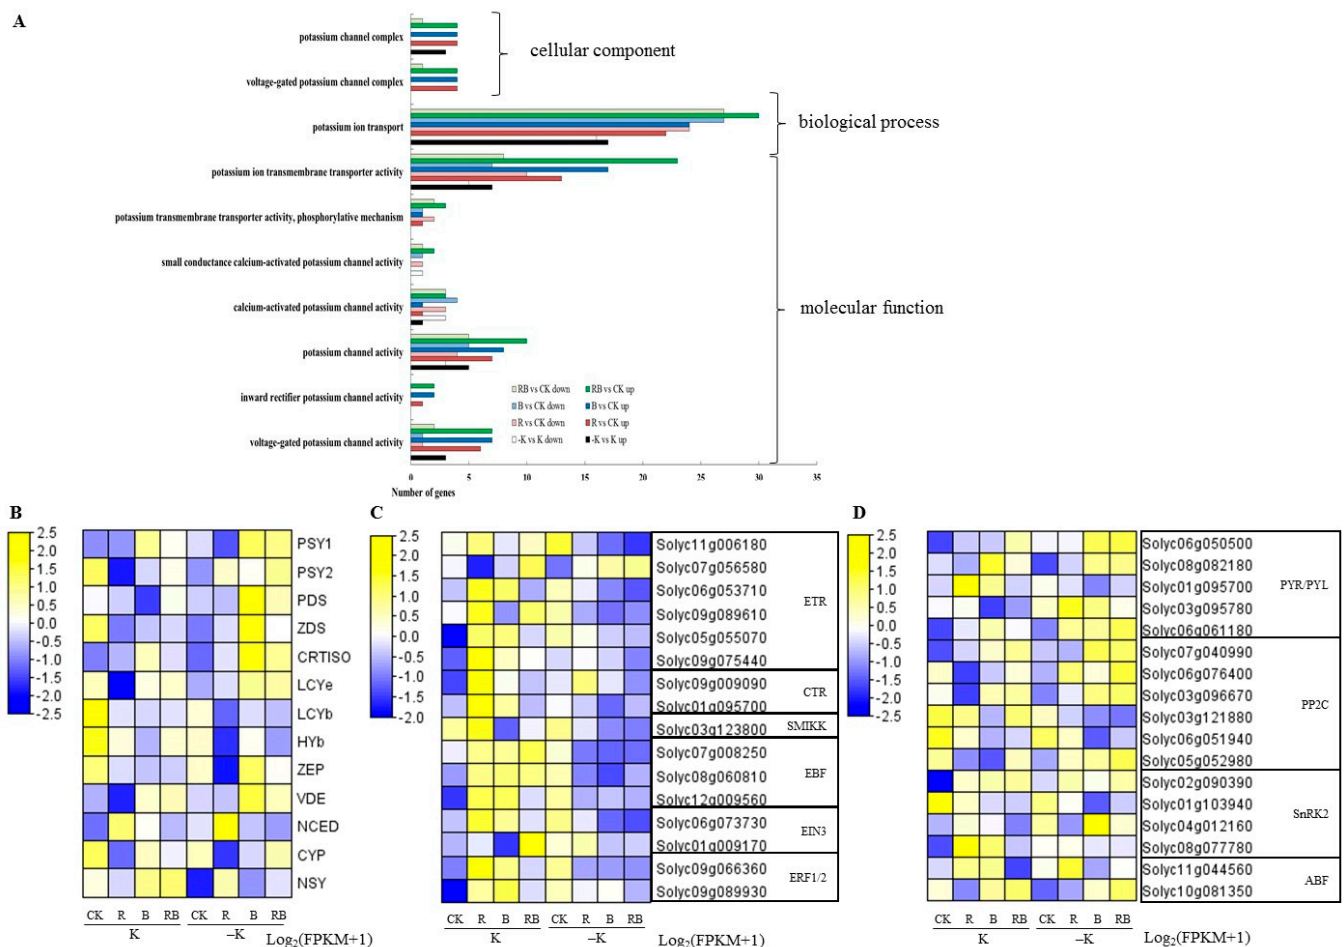 A
potassium channel complex
cellular component
voltage-gated potassium channel complex
potassium ion transport
biological process
potassium ion transmembrane transporter activity
potassium transmembrane transporter activity, phosphorylative mechanism
small conductance calcium-activated potassium channel activity
calcium-activated potassium channel activity
molecular function
potassium channel activity
inward rectifier potassium channel activity
voltage-gated potassium channel activity
RB vs CK down RB vs CK up
B vs CK down B vs CK up
R vs CK down R vs CK up
-K vs K down -K vs K up
0 5 10 15 20 25 30 35
Number of genes
B
2.5
2.0
1.5
1.0
0.5
0.0
-0.5
-1.0
-1.5
-2.0
-2.5
PSY1
PSY2
PDS
ZDS
CRTISO
LCYe
LCYb
HYb
ZEP
VDE
NCED
CYP
NSY
CK R B RB CK R B RB
K –K Log2(FPKM+1)
C
2.5
2.0
1.5
1.0
0.5
0.0
-0.5
-1.0
-1.5
-2.0
Solyc11g006180
Solyc07g056580
Solyc06g053710
ETR
Solyc09g089610
Solyc05g055070
Solyc09g075440
Solyc09g009090
CTR
Solyc01g095700
Solyc03g123800 SMIKK
Solyc07g008250
Solyc08g060810 EBF
Solyc12g009560
Solyc06g073730
EIN3
Solyc01g009170
Solyc09g066360
ERF1/2
Solyc09g089930
CK R B RB CK R B RB
K –K Log2(FPKM+1)
D
2.5
2.0
1.5
1.0
0.5
0.0
-0.5
-1.0
-1.5
-2.0
-2.5
Solyc06g050500
Solyc08g082180
Solyc01g095700 PYR/PYL
Solyc03g095780
Solyc06g061180
Solyc07g040990
Solyc06g076400
Solyc03g096670
PP2C
Solyc03g121880
Solyc06g051940
Solyc05g052980
Solyc02g090390
Solyc01g103940
SnRK2
Solyc04g012160
Solyc08g077780
Solyc11g044560
ABF
Solyc10g081350
CK R B RB CK R B RB
K –K Log2(FPKM+1)